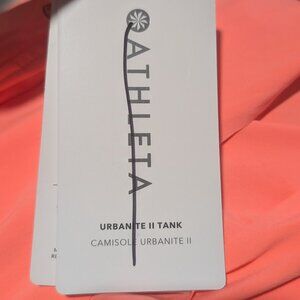 ATHLETA
URBANITE II TANK
CAMISOLE URBANITE II